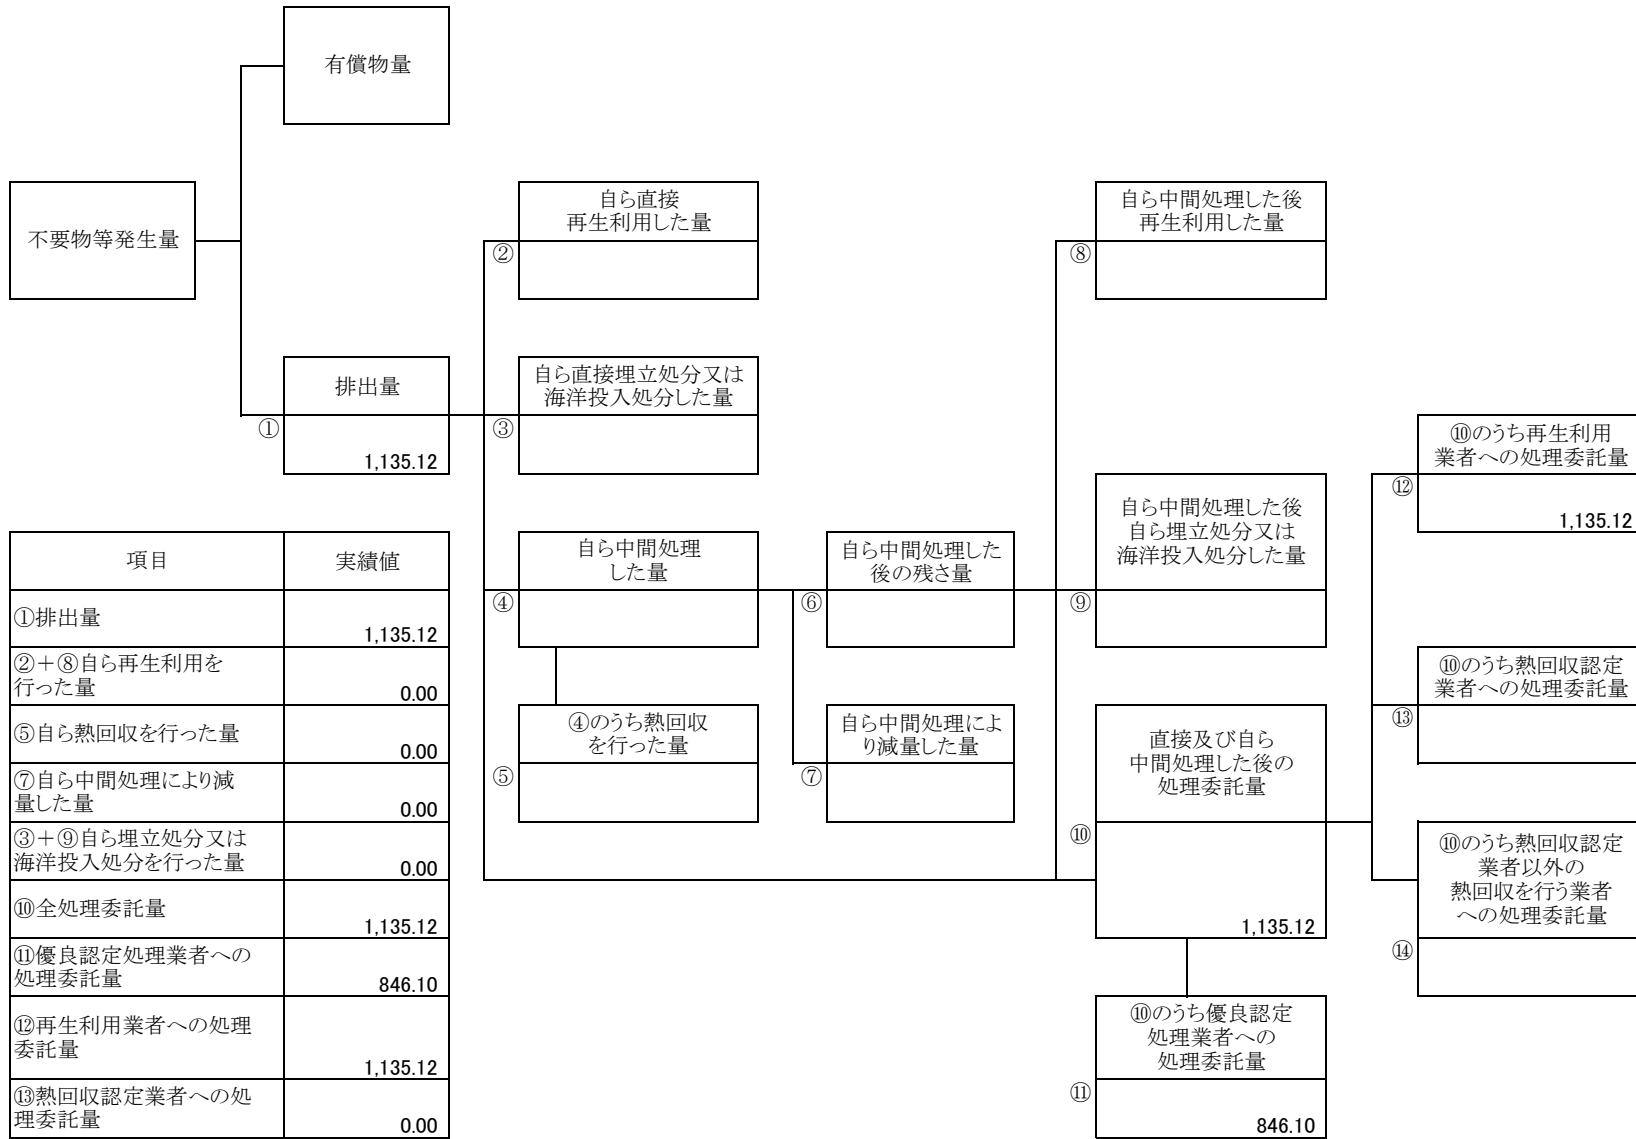 有償物量
不要物等発生量
自ら直接
再生利用した量
②
自ら中間処理した後
再生利用した量
⑧
排出量
①
1,135.12
自ら直接埋立処分又は
海洋投入処分した量
③
⑩のうち再生利用
業者への処理委託量
⑫
1,135.12
自ら中間処理
した量
④
自ら中間処理した
後の残さ量
⑥
自ら中間処理した後
自ら埋立処分又は
海洋投入処分した量
⑨
⑩のうち熱回収認定
業者への処理委託量
⑬
④のうち熱回収
を行った量
⑤
自ら中間処理によ
り減量した量
⑦
直接及び自ら
中間処理した後の
処理委託量
⑩
1,135.12
⑩のうち熱回収認定
業者以外の
熱回収を行う業者
への処理委託量
⑭
⑩のうち優良認定
処理業者への
処理委託量
⑪
846.10
項目 実績値
①排出量
1,135.12
②＋⑧自ら再生利用を
行った量
0.00
⑤自ら熱回収を行った量
0.00
⑦自ら中間処理により減
量した量
0.00
③＋⑨自ら埋立処分又は
海洋投入処分を行った量
0.00
⑩全処理委託量
1,135.12
⑪優良認定処理業者への
処理委託量
846.10
⑫再生利用業者への処理
委託量
1,135.12
⑬熱回収認定業者への処
理委託量
0.00